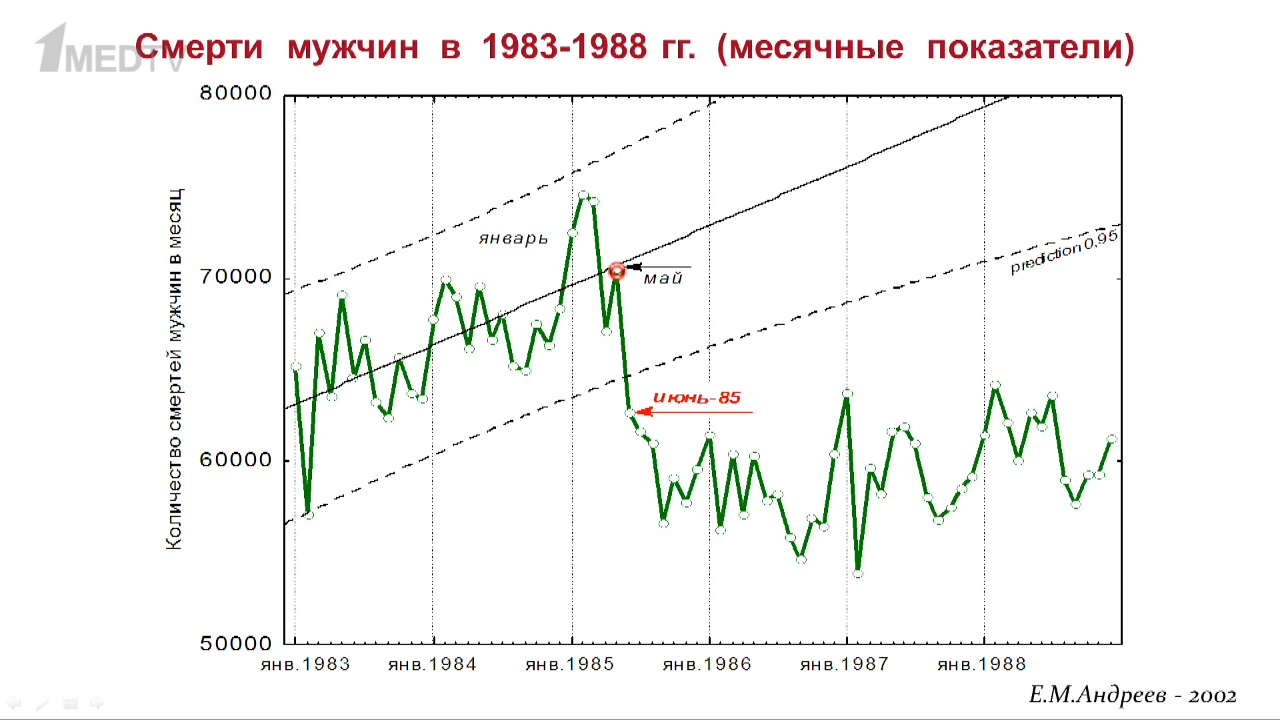 1MEDTV
Смерти мужчин в 1983-1988 гг. (месячные показатели)
80000
70000
60000
50000
Количество смертей мужчин в месяц
январь
май
июнь-85
prediction 0,95
янв.1983 янв.1984 янв.1985 янв.1986 янв.1987 янв.1988
Е.М.Андреев - 2002